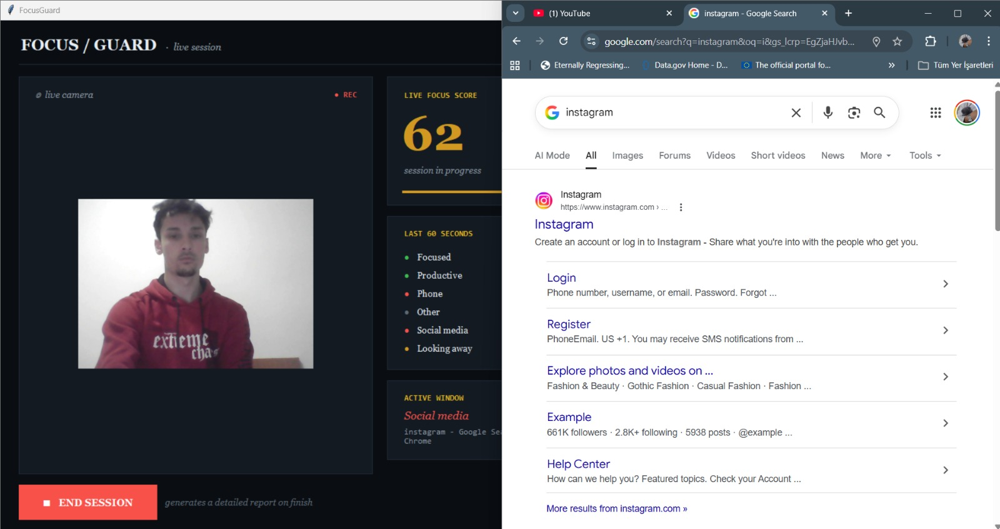 FocusGuard
FOCUS / GUARD · live session
live camera
● REC
extreme
LIVE FOCUS SCORE
62
session in progress
LAST 60 SECONDS
Focused
Productive
Phone
Other
Social media
Looking away
ACTIVE WINDOW
Social media
instagram - Google Sea
Chrome
END SESSION
generates a detailed report on finish
(1) YouTube
instagram - Google Search
google.com/search?q=instagram&oq=i&gs_lcrp=EgZjaHJvb...
Eternally Regressing...
Data.gov Home - D...
The official portal fo...
»
Tüm Yer İşaretleri
instagram
AI Mode
All
Images
Forums
Videos
Short videos
News
More
Tools
Instagram
https://www.instagram.com › ...
Instagram
Create an account or log in to Instagram - Share what you're into with the people who get you.
Login
Phone number, username, or email. Password. Forgot ...
Register
PhoneEmail. US +1. You may receive SMS notifications from ...
Explore photos and videos on ...
Fashion & Beauty · Gothic Fashion · Casual Fashion · Fashion ...
Example
661K followers · 2.8K+ following · 5938 posts · @example ...
Help Center
How can we help you? Featured topics. Check your Account ...
More results from instagram.com »